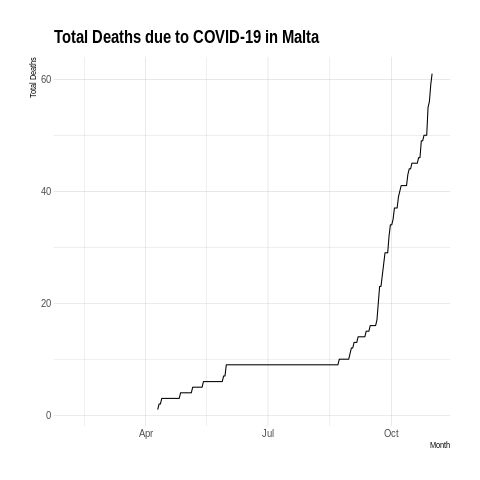 Total Deaths due to COVID-19 in Malta
Total Deaths
60
40
20
0
Apr
Jul
Oct
Month